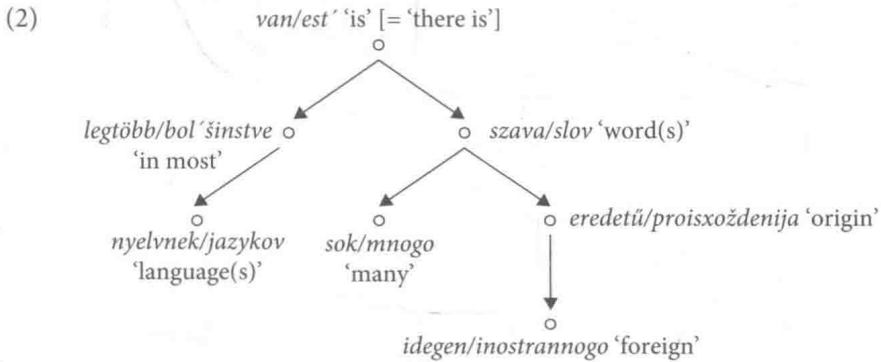 (2)
van/est´ ‘is’ [= ‘there is’]
legtöbb/bol´šinstve
‘in most’
szava/slov ‘word(s)’
nyelvnek/jazykov
‘language(s)’
sok/mnogo
‘many’
eredetű/proisxoždenija ‘origin’
idegen/inostrannogo ‘foreign’